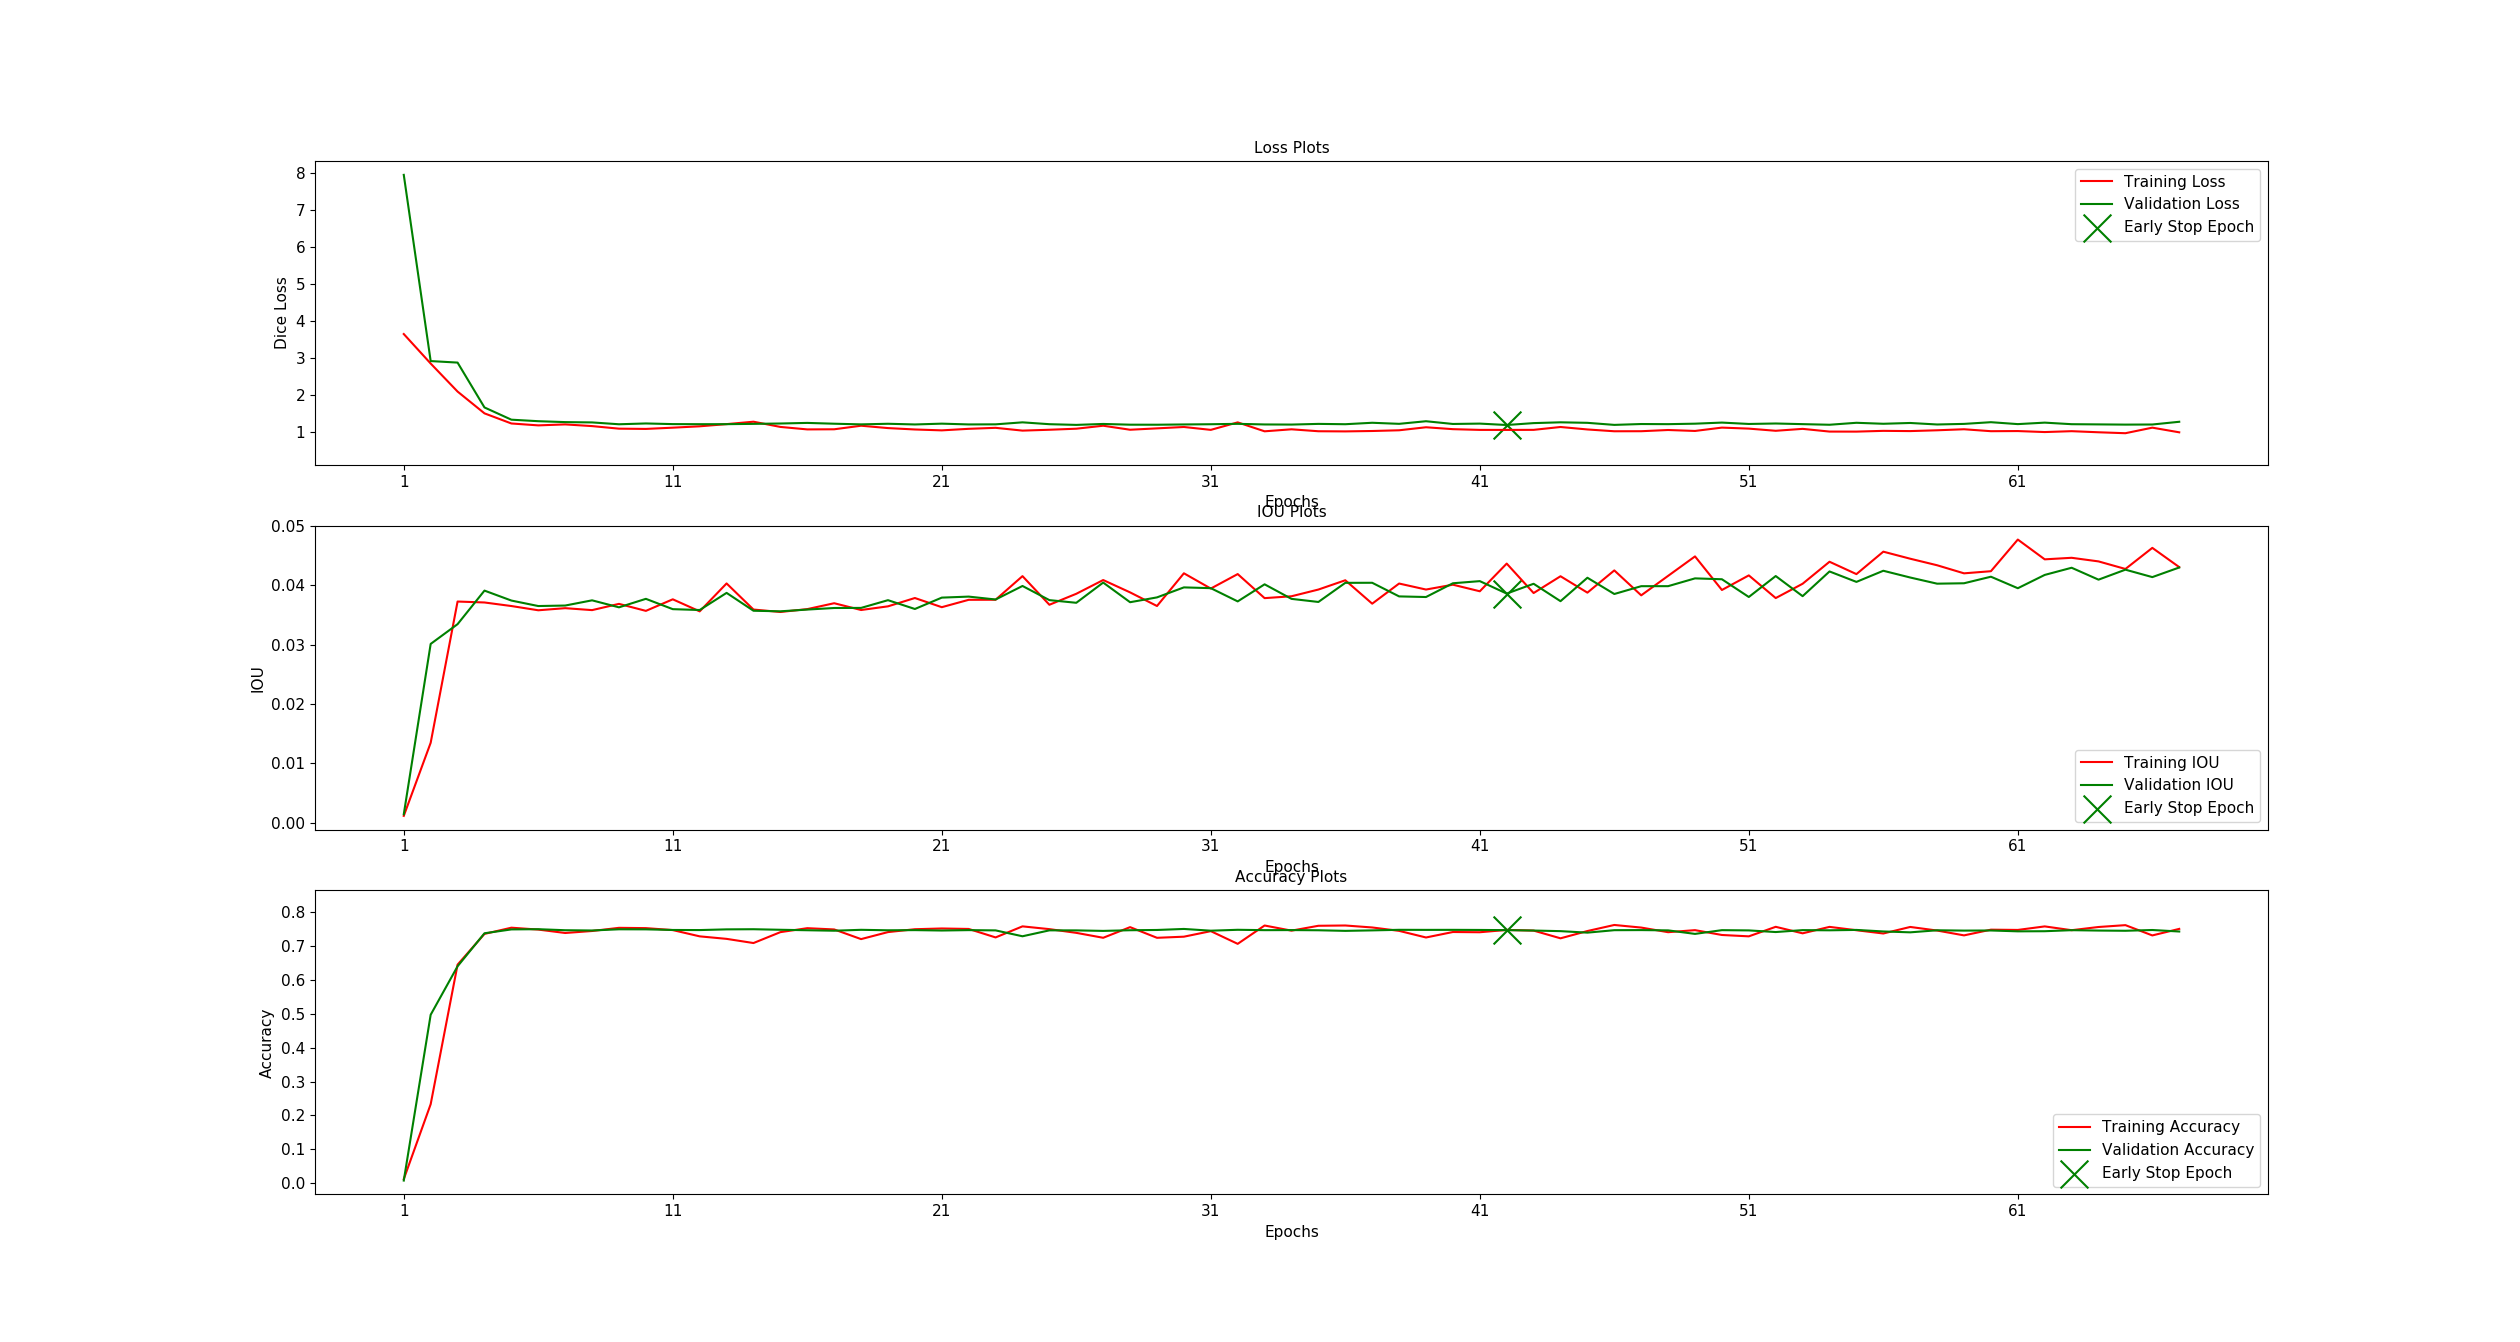 Loss Plots
8
7
6
5
4
3
2
1
Dice Loss
Training Loss
Validation Loss
Early Stop Epoch
1 11 21 31 41 51 61
Epochs
IOU Plots
0.05
0.04
0.03
0.02
0.01
0.00
IOU
Training IOU
Validation IOU
Early Stop Epoch
1 11 21 31 41 51 61
Epochs
Accuracy Plots
0.8
0.7
0.6
0.5
0.4
0.3
0.2
0.1
0.0
Accuracy
Training Accuracy
Validation Accuracy
Early Stop Epoch
1 11 21 31 41 51 61
Epochs